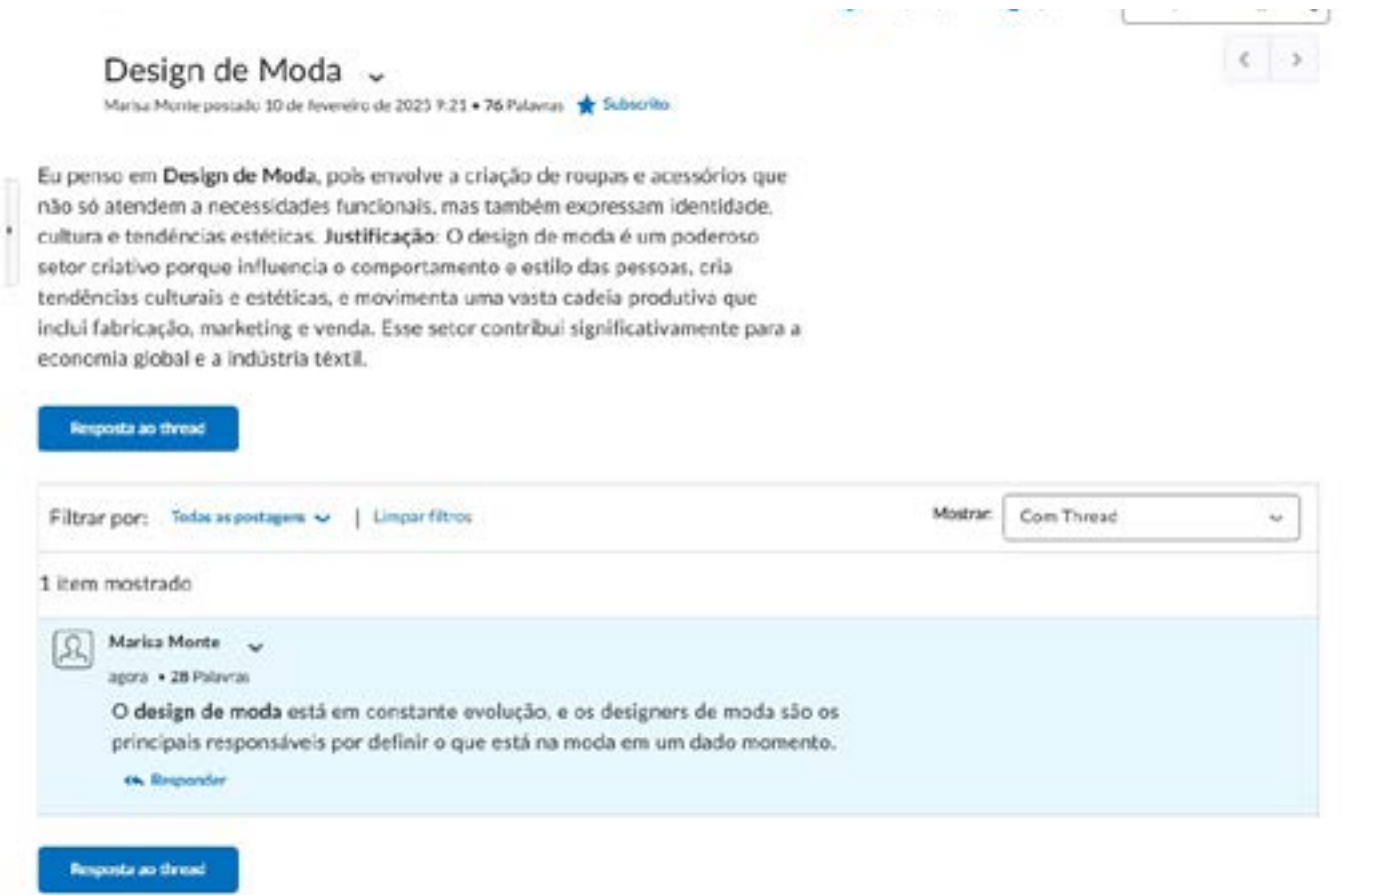 Design de Moda
Marisa Monte postado 10 de fevereiro de 2025 9:21 • 76 Palavras Subscrito
Eu penso em Design de Moda, pois envolve a criação de roupas e acessórios que
não só atendem a necessidades funcionais, mas também expressam identidade,
cultura e tendências estéticas. Justificação: O design de moda é um poderoso
setor criativo porque influencia o comportamento e estilo das pessoas, cria
tendências culturais e estéticas, e movimenta uma vasta cadeia produtiva que
inclui fabricação, marketing e venda. Esse setor contribui significativamente para a
economia global e a indústria têxtil.
Resposta ao thread
Filtrar por: Todas as postagens | Limpar filtros Mostrar: Com Thread
1 item mostrado
Marisa Monte
agora • 28 Palavras
O design de moda está em constante evolução, e os designers de moda são os
principais responsáveis por definir o que está na moda em um dado momento.
Responder
Resposta ao thread